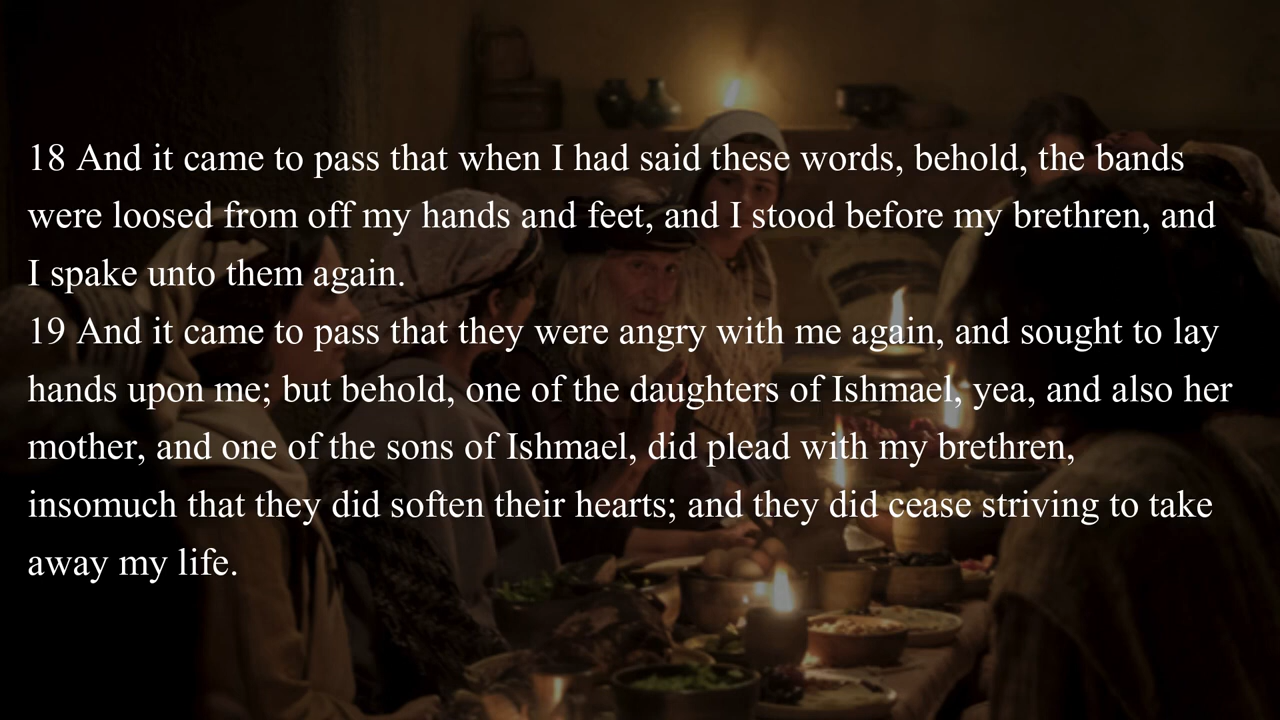 18 And it came to pass that when I had said these words, behold, the bands
were loosed from off my hands and feet, and I stood before my brethren, and
I spake unto them again.
19 And it came to pass that they were angry with me again, and sought to lay
hands upon me; but behold, one of the daughters of Ishmael, yea, and also her
mother, and one of the sons of Ishmael, did plead with my brethren,
insomuch that they did soften their hearts; and they did cease striving to take
away my life.